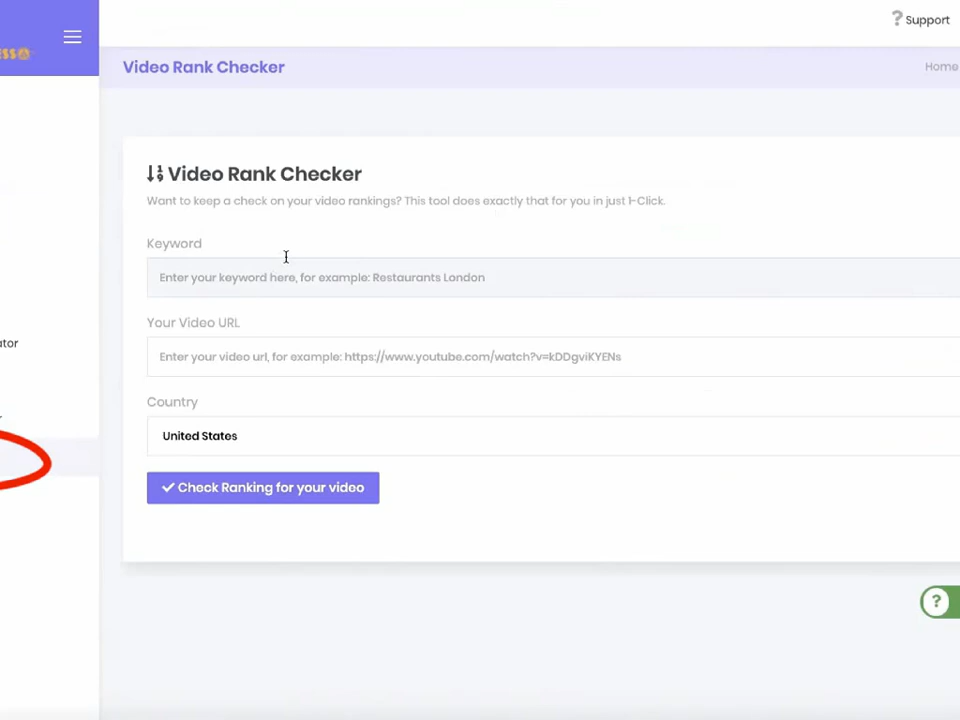 Support
ESSO
Video Rank Checker
Home
Video Rank Checker
Want to keep a check on your video rankings? This tool does exactly that for you in just 1-Click.
Keyword
Enter your keyword here, for example: Restaurants London
Your Video URL
Enter your video url, for example: https://www.youtube.com/watch?v=kDDgviKYENs
ator
Country
United States
Check Ranking for your video
?